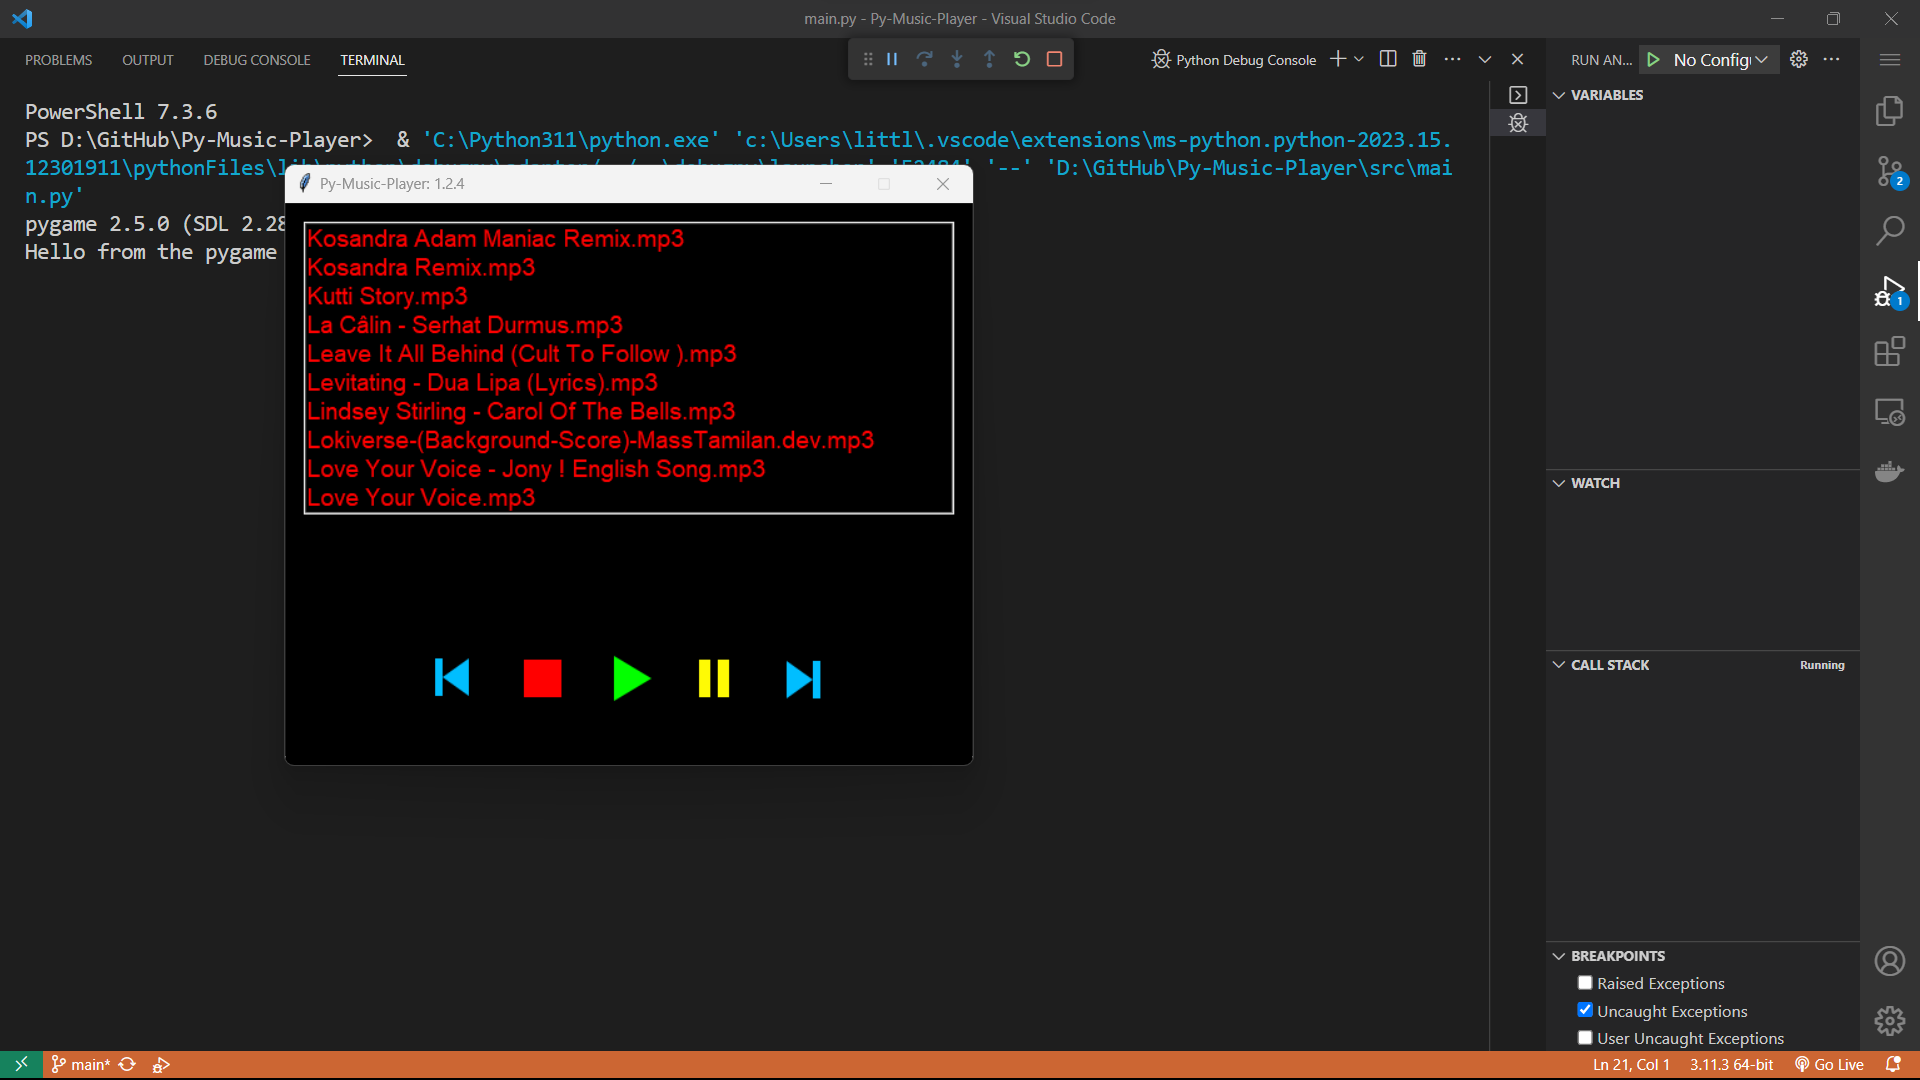 main.py - Py-Music-Player - Visual Studio Code
PROBLEMS OUTPUT DEBUG CONSOLE TERMINAL
Python Debug Console
RUN AN... No Config
PowerShell 7.3.6
PS D:\GitHub\Py-Music-Player>  & 'C:\Python311\python.exe' 'c:\Users\littl\.vscode\extensions\ms-python.python-2023.15.
12301911\pythonFiles\ '--' 'D:\GitHub\Py-Music-Player\src\mai
n.py'
pygame 2.5.0 (SDL 2.28
Hello from the pygame
Py-Music-Player: 1.2.4
Kosandra Adam Maniac Remix.mp3
Kosandra Remix.mp3
Kutti Story.mp3
La Câlin - Serhat Durmus.mp3
Leave It All Behind (Cult To Follow ).mp3
Levitating - Dua Lipa (Lyrics).mp3
Lindsey Stirling - Carol Of The Bells.mp3
Lokiverse-(Background-Score)-MassTamilan.dev.mp3
Love Your Voice - Jony ! English Song.mp3
Love Your Voice.mp3
VARIABLES
WATCH
CALL STACK Running
BREAKPOINTS
Raised Exceptions
Uncaught Exceptions
User Uncaught Exceptions
2
1
main*
Ln 21, Col 1 3.11.3 64-bit Go Live